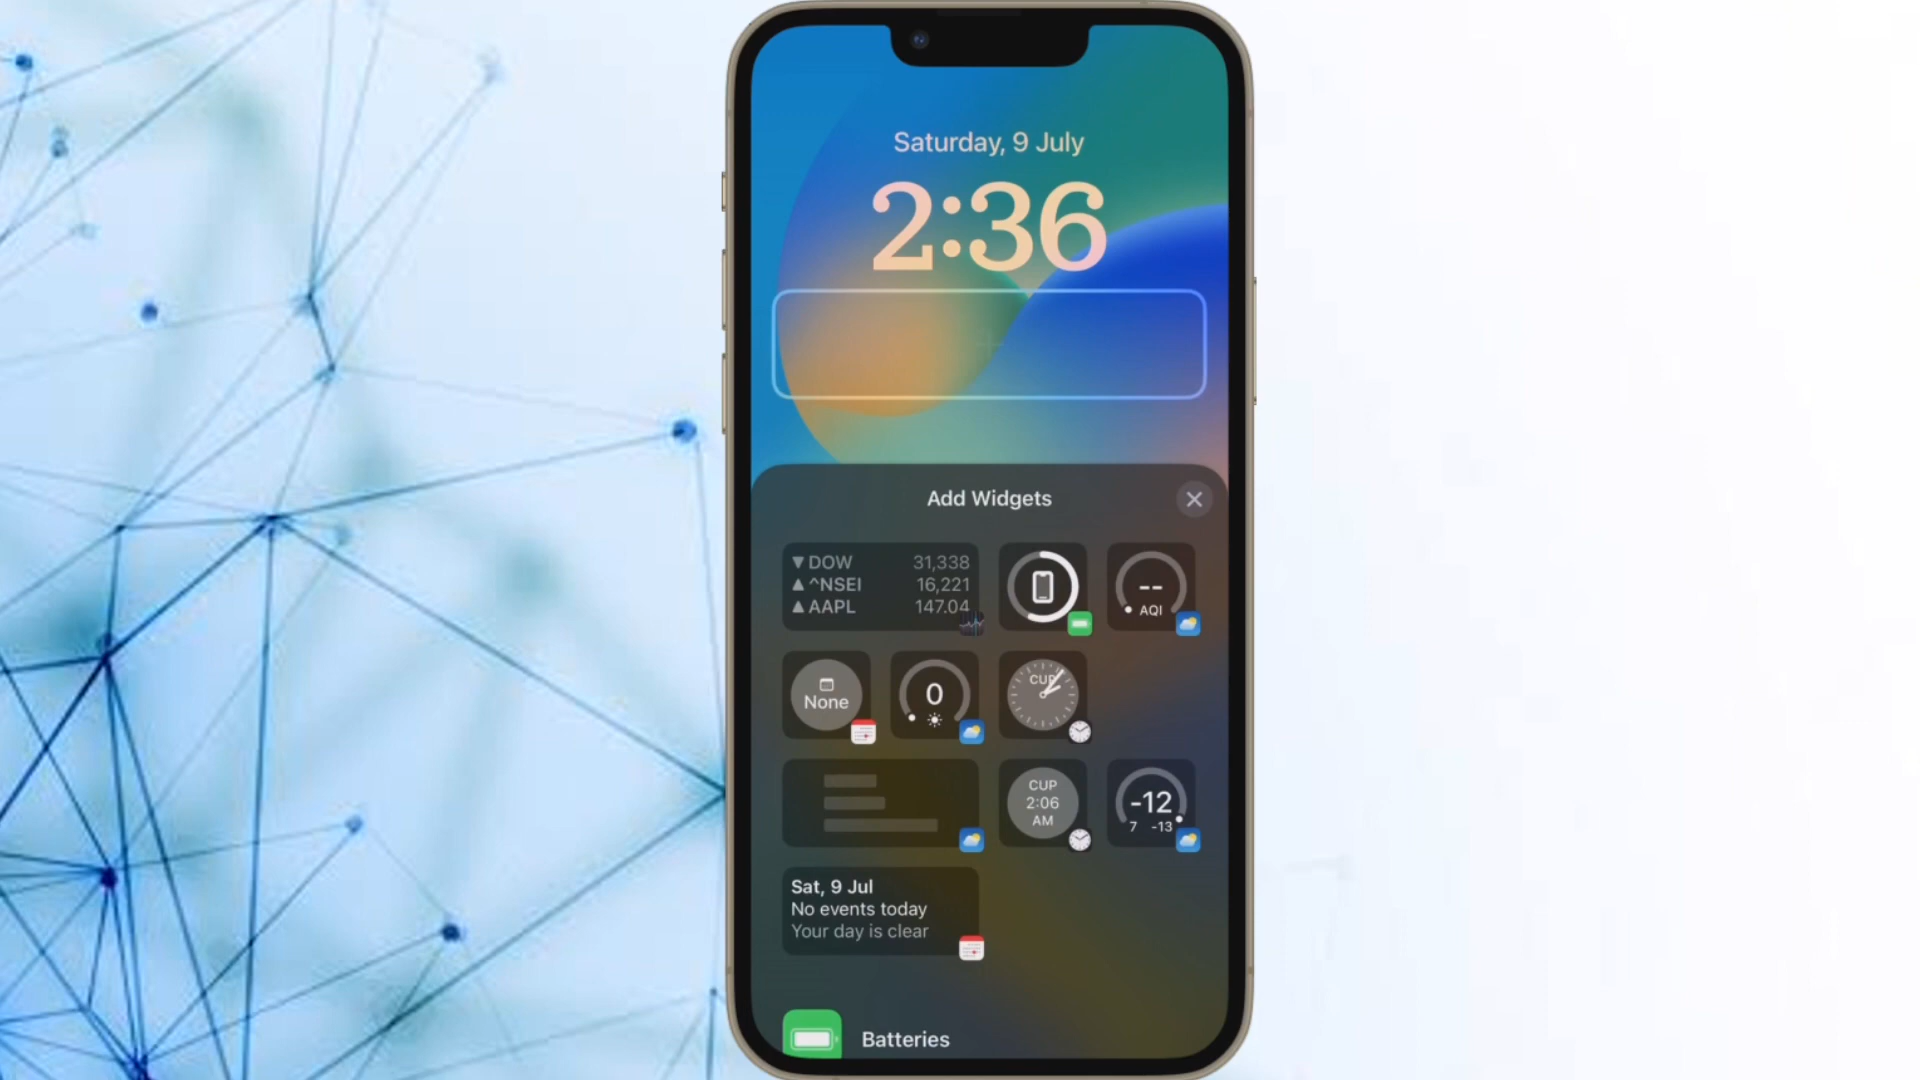 Saturday, 9 July
2:36
Add Widgets
▼ DOW 31,338
▲ ^NSEI 16,221
▲ AAPL 147.04
--
AQI
None
0
CUP
CUP
2:06
AM
-12
7 -13
Sat, 9 Jul
No events today
Your day is clear
Batteries